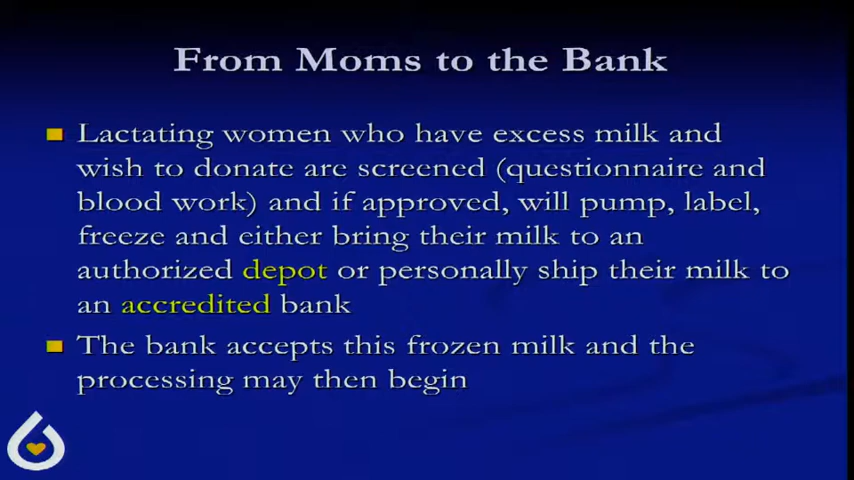 From Moms to the Bank
Lactating women who have excess milk and
wish to donate are screened (questionnaire and
blood work) and if approved, will pump, label,
freeze and either bring their milk to an
authorized depot or personally ship their milk to
an accredited bank
The bank accepts this frozen milk and the
processing may then begin